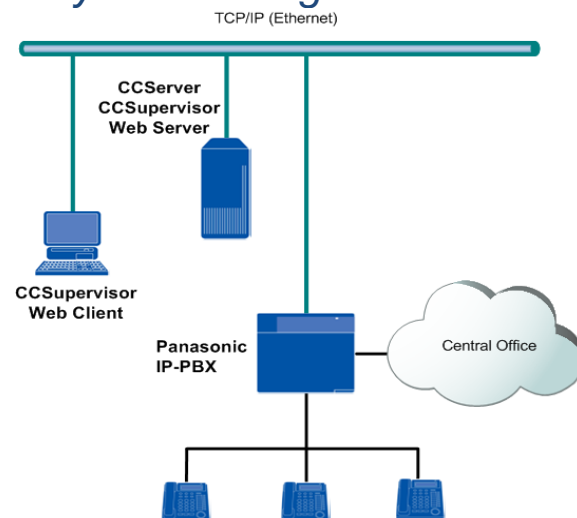 TCP/IP (Ethernet)
CCServer
CCSupervisor
Web Server
CCSupervisor
Web Client
Panasonic
IP-PBX
Central Office